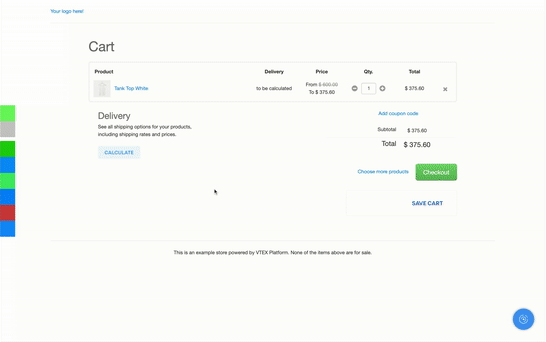 Your logo here!
Cart
Product Delivery Price Qty. Total
Tank Top White to be calculated From $ 600.00 To $ 375.60 1 $ 375.60
Delivery
See all shipping options for your products,
including shipping rates and prices.
CALCULATE
Add coupon code
Subtotal $ 375.60
Total $ 375.60
Choose more products Checkout
SAVE CART
This is an example store powered by VTEX Platform. None of the items above are for sale.